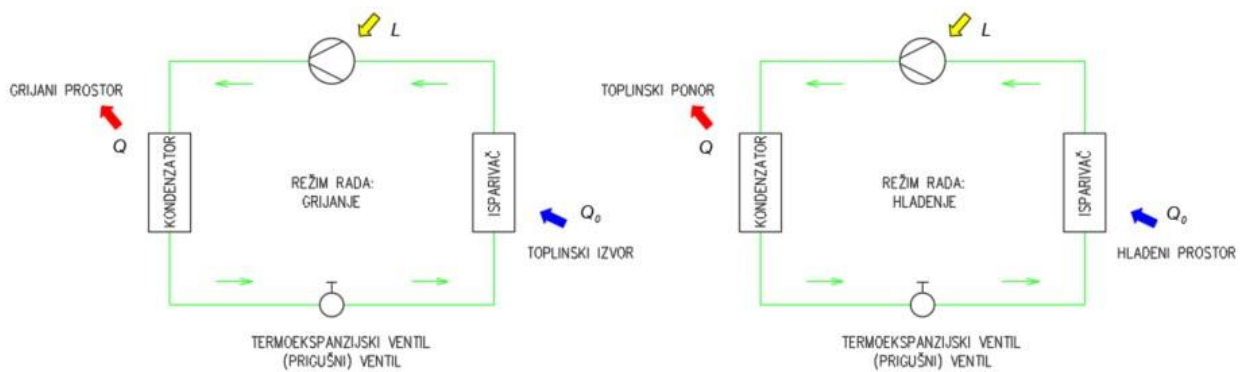 L
GRIJANI PROSTOR
Q
KONDENZATOR
REŽIM RADA:
GRIJANJE
ISPARIVAČ
Q₀
TOPLINSKI IZVOR
TERMOEKSPANZIJSKI VENTIL
(PRIGUŠNI) VENTIL
L
TOPLINSKI PONOR
Q
KONDENZATOR
REŽIM RADA:
HLAĐENJE
ISPARIVAČ
Q₀
HLAĐENI PROSTOR
TERMOEKSPANZIJSKI VENTIL
(PRIGUŠNI) VENTIL